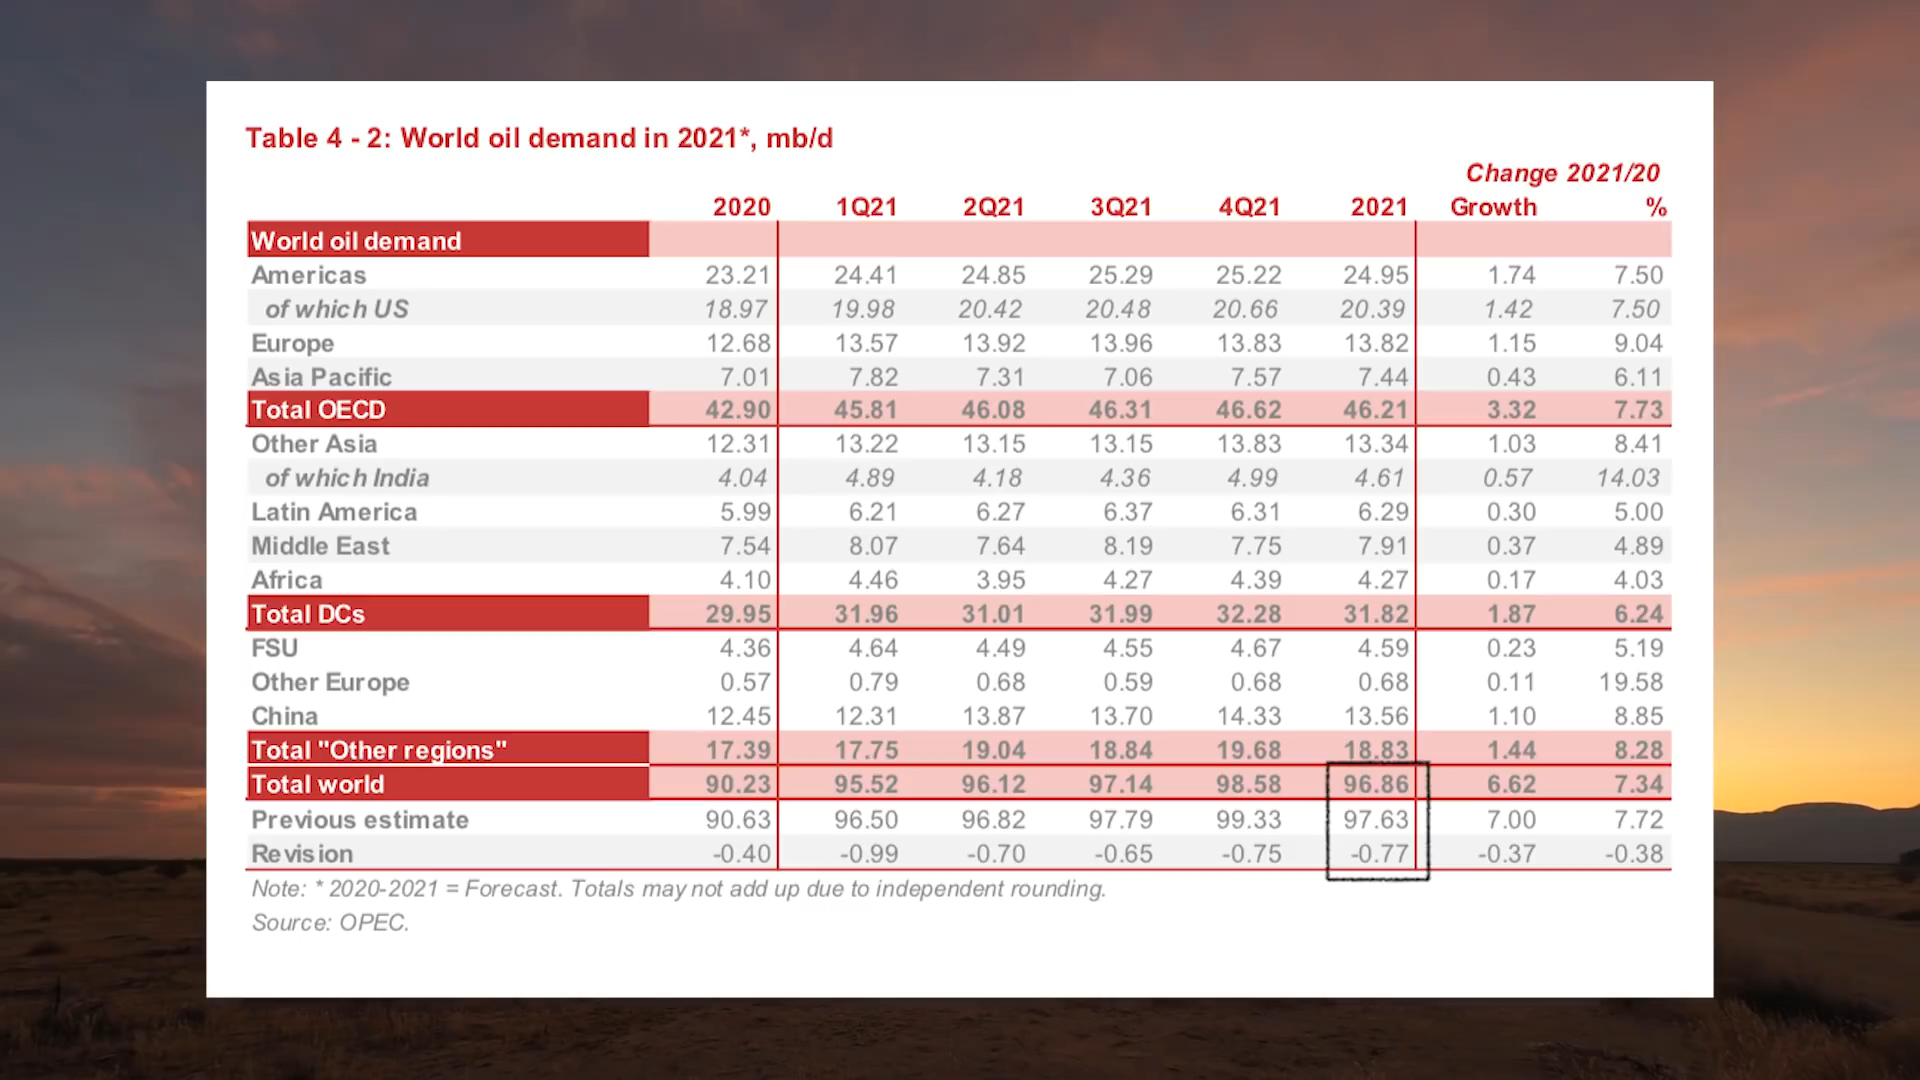 Table 4 - 2: World oil demand in 2021*, mb/d
Change 2021/20
2020 1Q21 2Q21 3Q21 4Q21 2021 Growth %
World oil demand
Americas 23.21 24.41 24.85 25.29 25.22 24.95 1.74 7.50
of which US 18.97 19.98 20.42 20.48 20.66 20.39 1.42 7.50
Europe 12.68 13.57 13.92 13.96 13.83 13.82 1.15 9.04
Asia Pacific 7.01 7.82 7.31 7.06 7.57 7.44 0.43 6.11
Total OECD 42.90 45.81 46.08 46.31 46.62 46.21 3.32 7.73
Other Asia 12.31 13.22 13.15 13.15 13.83 13.34 1.03 8.41
of which India 4.04 4.89 4.18 4.36 4.99 4.61 0.57 14.03
Latin America 5.99 6.21 6.27 6.37 6.31 6.29 0.30 5.00
Middle East 7.54 8.07 7.64 8.19 7.75 7.91 0.37 4.89
Africa 4.10 4.46 3.95 4.27 4.39 4.27 0.17 4.03
Total DCs 29.95 31.96 31.01 31.99 32.28 31.82 1.87 6.24
FSU 4.36 4.64 4.49 4.55 4.67 4.59 0.23 5.19
Other Europe 0.57 0.79 0.68 0.59 0.68 0.68 0.11 19.58
China 12.45 12.31 13.87 13.70 14.33 13.56 1.10 8.85
Total "Other regions" 17.39 17.75 19.04 18.84 19.68 18.83 1.44 8.28
Total world 90.23 95.52 96.12 97.14 98.58 96.86 6.62 7.34
Previous estimate 90.63 96.50 96.82 97.79 99.33 97.63 7.00 7.72
Revision -0.40 -0.99 -0.70 -0.65 -0.75 -0.77 -0.37 -0.38
Note: * 2020-2021 = Forecast. Totals may not add up due to independent rounding.
Source: OPEC.